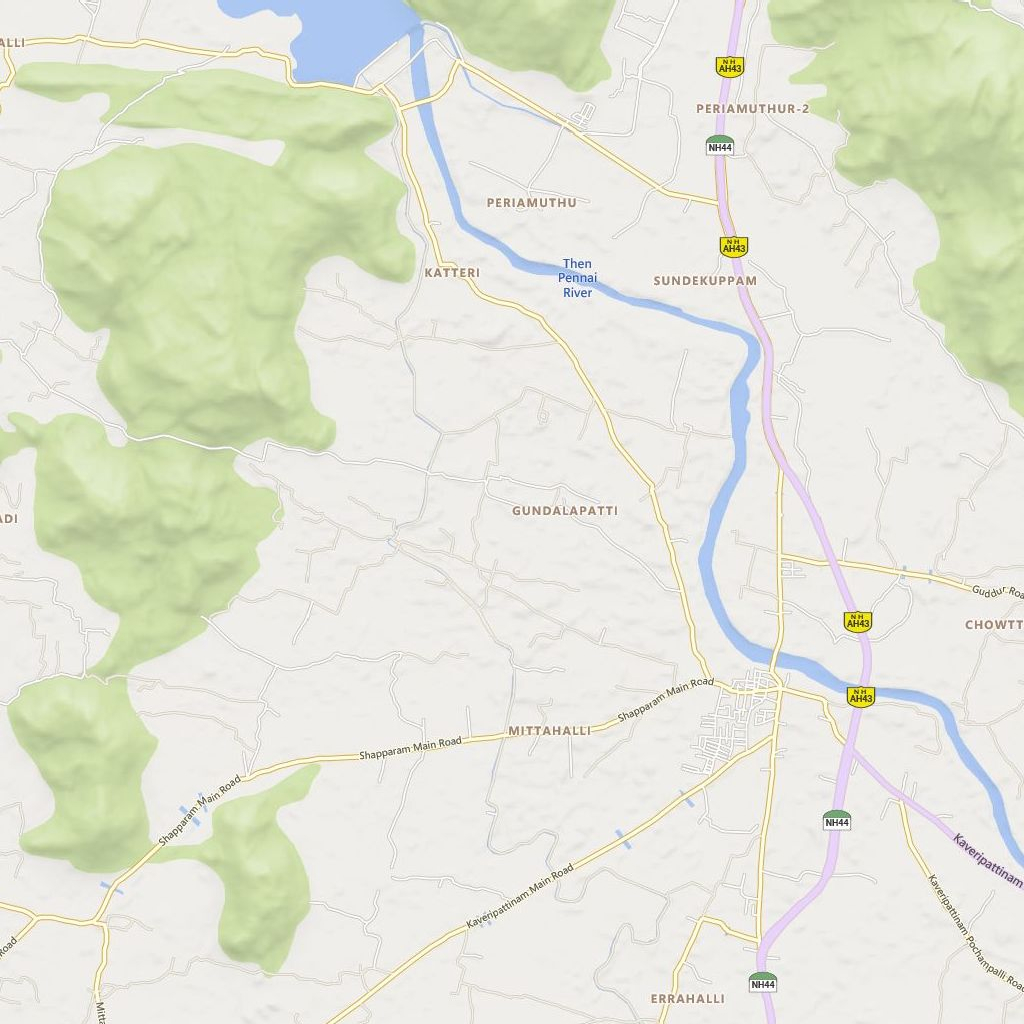 ALLI
NH
AH43
PERIAMUTHUR-2
NH44
PERIAMUTHU
NH
AH43
Then
Pennai
River
KATTERI
SUNDEKUPPAM
GUNDALAPATTI
ADI
Guddur Roa
NH
AH43
CHOWTT
Shapparam Main Road
NH
AH43
Shapparam Main Road
MITTAHALLI
Shapparam Main Road
NH44
Kaveripattinam
Kaveripattinam Main Road
Kaveripattinam Pochampalli Road
Road
NH44
ERRAHALLI
Mitta